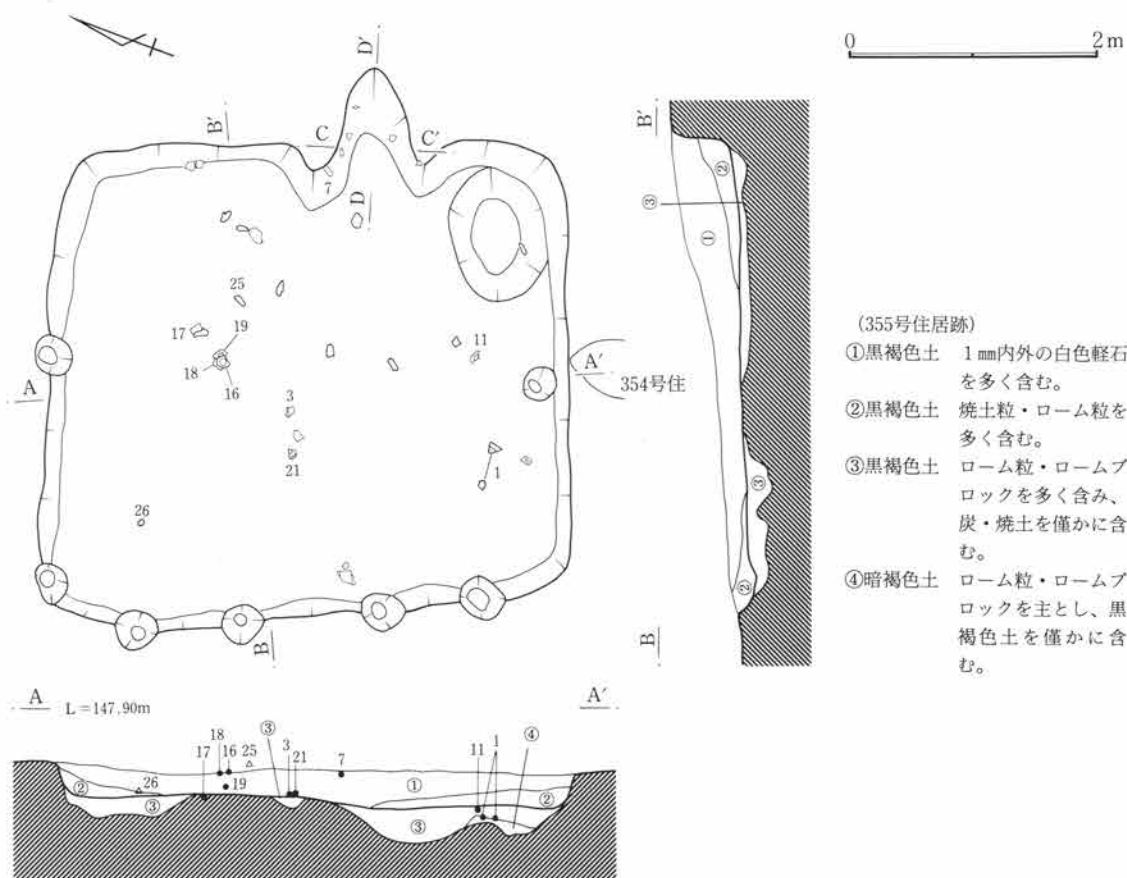 0 2m
D′
B′
C
C′
7
D
25
17
19
18
16
11
A
A′
354号住
3
21
1
26
B
B′
②
③
①
③
②
B
(355号住居跡)
①黒褐色土 1㎜内外の白色軽石
を多く含む。
②黒褐色土 焼土粒・ローム粒を
多く含む。
③黒褐色土 ローム粒・ロームブ
ロックを多く含み、
炭・焼土を僅かに含
む。
④暗褐色土 ローム粒・ロームブ
ロックを主とし、黒
褐色土を僅かに含
む。
A L=147.90m A′
17 18 16 25 ③ 3 21 7 11 1 ④
② 26 19 ① ②
③ ③